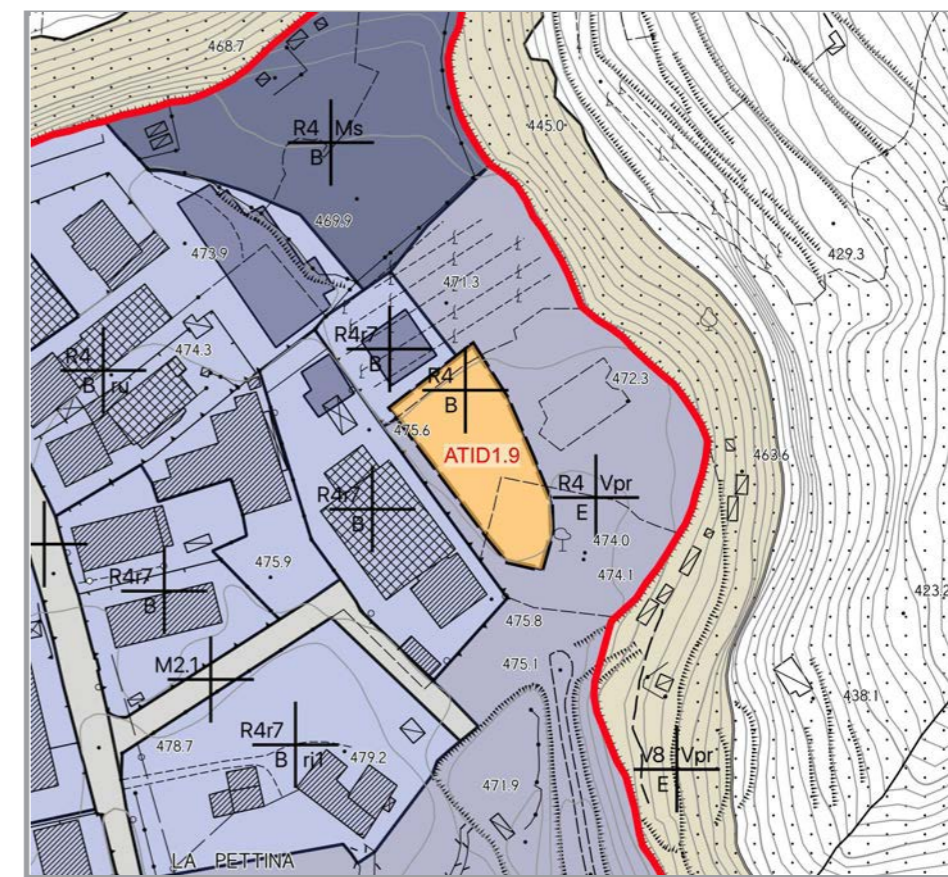 468.7
445.0
R4 Ms
B
469.9
473.9
429.3
471.3
R4r7
B
474.3
R4
B ru
R4
B
472.3
475.6
ATID1.9
463.6
R4 Vpr
E
R4r7
B
474.0
474.1
475.9
R4r7
B
423.2
475.8
M2.1
475.1
438.1
R4r7
B ri1
478.7
479.2
V8 Vpr
E
471.9
LA PETTINA